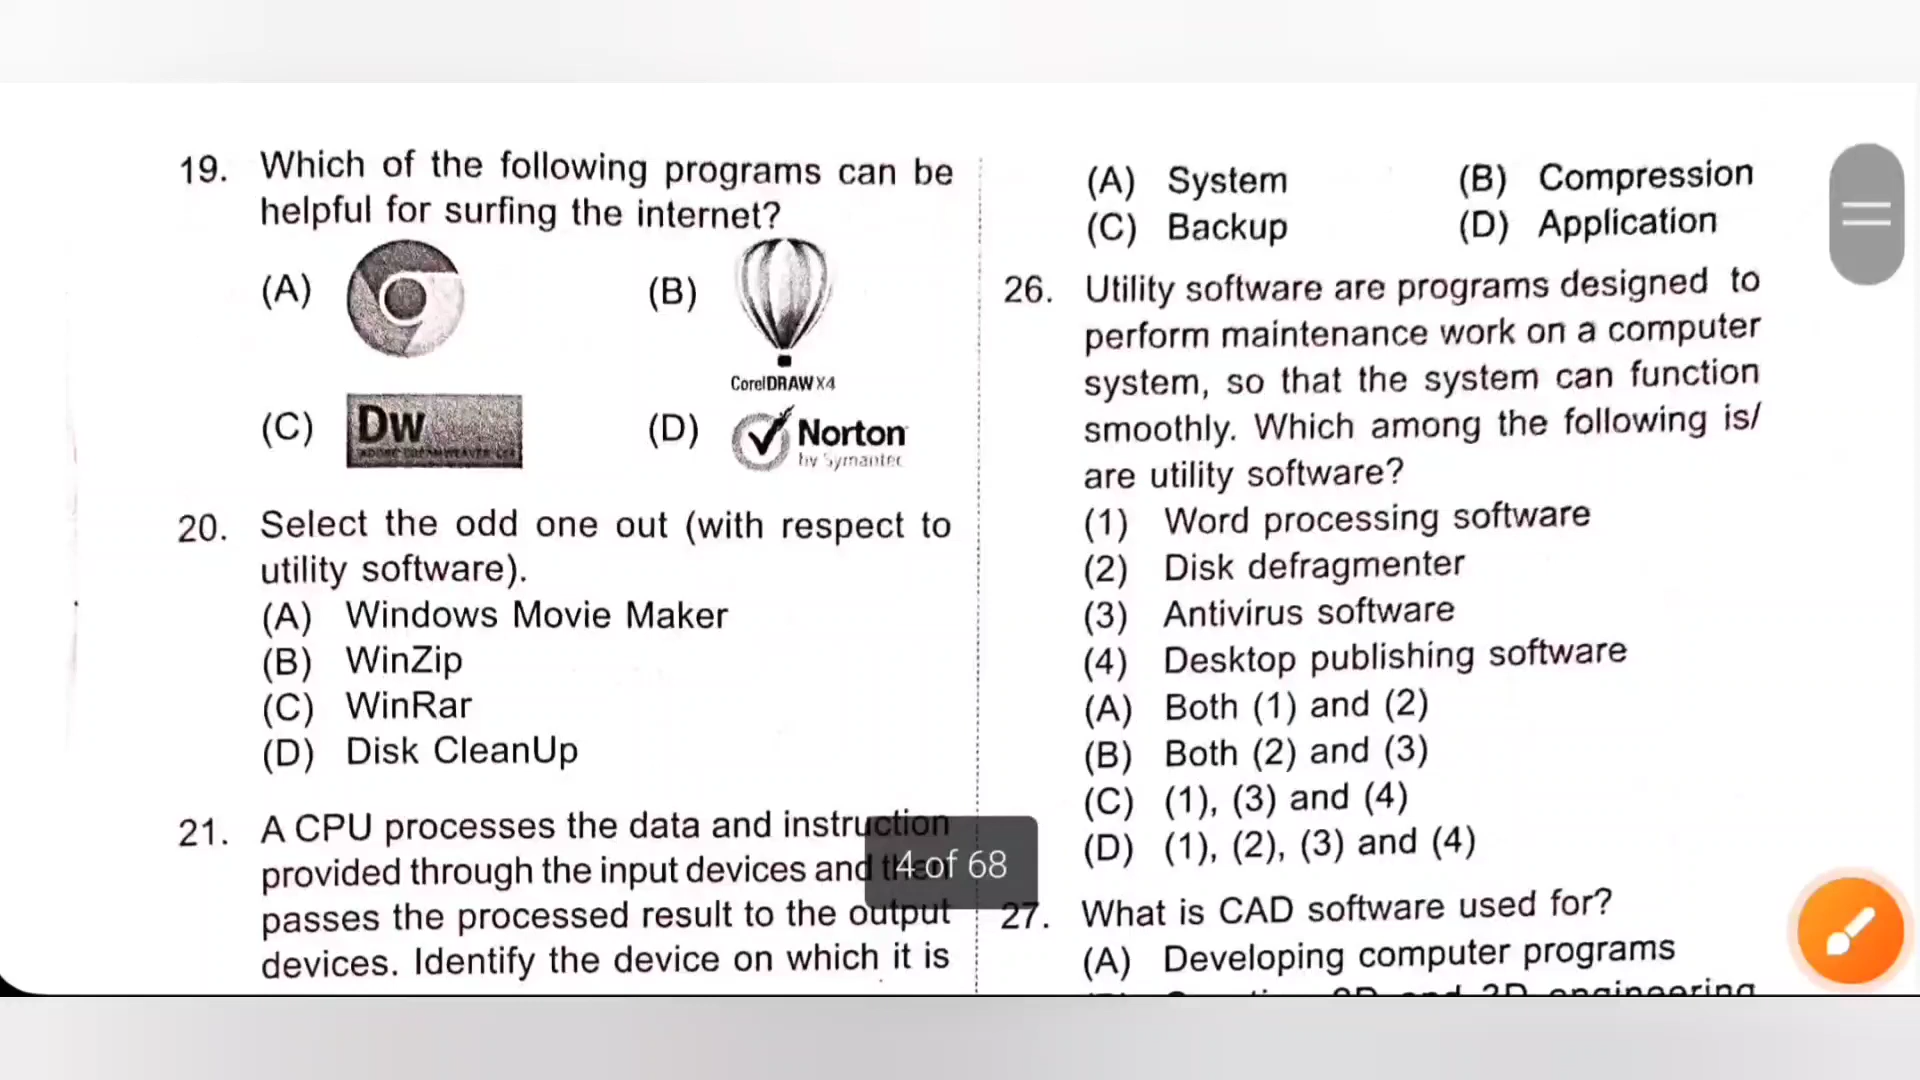 19. Which of the following programs can be
helpful for surfing the internet?
(A)
(B)
CorelDRAW X4
(C) Dw
(D) Norton
by Symantec
20. Select the odd one out (with respect to
utility software).
(A) Windows Movie Maker
(B) WinZip
(C) WinRar
(D) Disk CleanUp
21. A CPU processes the data and instruction
provided through the input devices and then
passes the processed result to the output
devices. Identify the device on which it is
4 of 68
(A) System (B) Compression
(C) Backup (D) Application
26. Utility software are programs designed to
perform maintenance work on a computer
system, so that the system can function
smoothly. Which among the following is/
are utility software?
(1) Word processing software
(2) Disk defragmenter
(3) Antivirus software
(4) Desktop publishing software
(A) Both (1) and (2)
(B) Both (2) and (3)
(C) (1), (3) and (4)
(D) (1), (2), (3) and (4)
27. What is CAD software used for?
(A) Developing computer programs
2D and 3D engineering